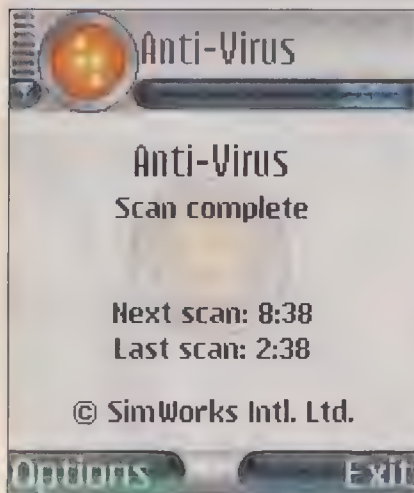 Anti-Virus
Anti-Virus
Scan complete
Next scan: 8:38
Last scan: 2:38
© SimWorks Intl. Ltd.
Options Exit